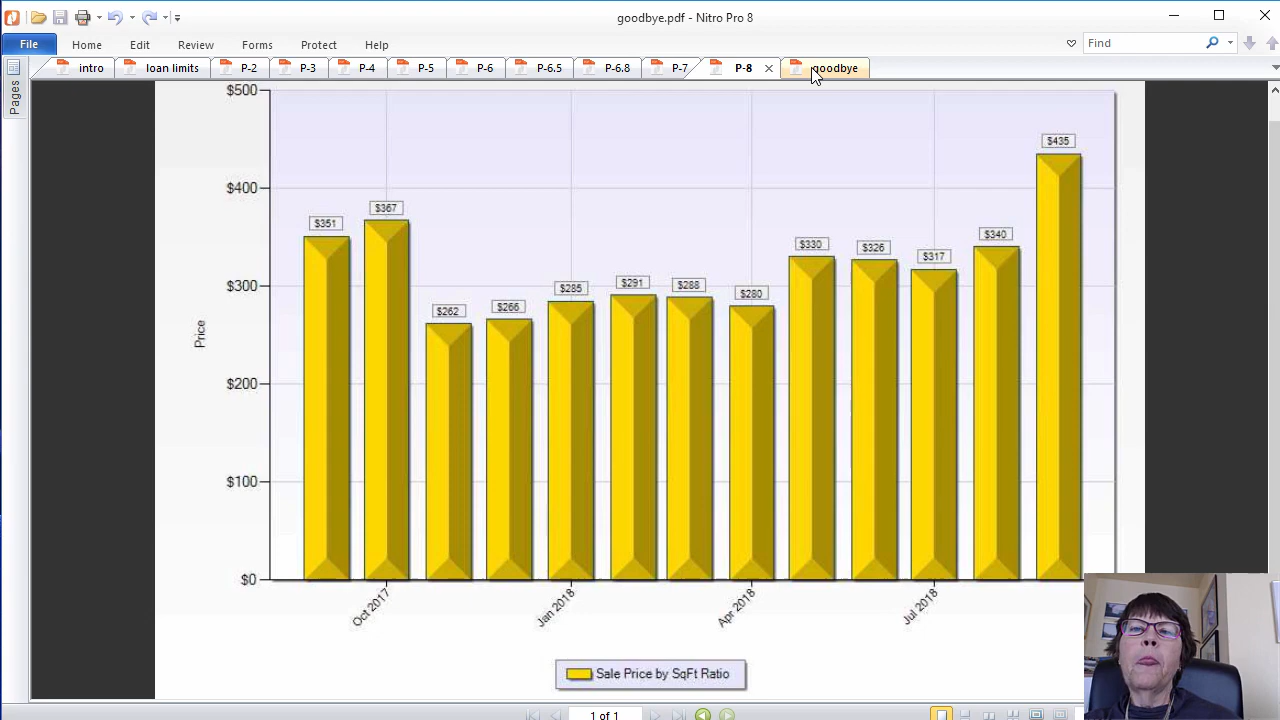 goodbye.pdf - Nitro Pro 8
File Home Edit Review Forms Protect Help Find
Pages
intro loan limits P-2 P-3 P-4 P-5 P-6 P-6.5 P-6.8 P-7 P-8 goodbye
$500
$400
$300
$200
$100
$0
Price
$351
$367
$262
$266
$285
$291
$288
$280
$330
$326
$317
$340
$435
Oct 2017
Jan 2018
Apr 2018
Jul 2018
Sale Price by SqFt Ratio
1 of 1